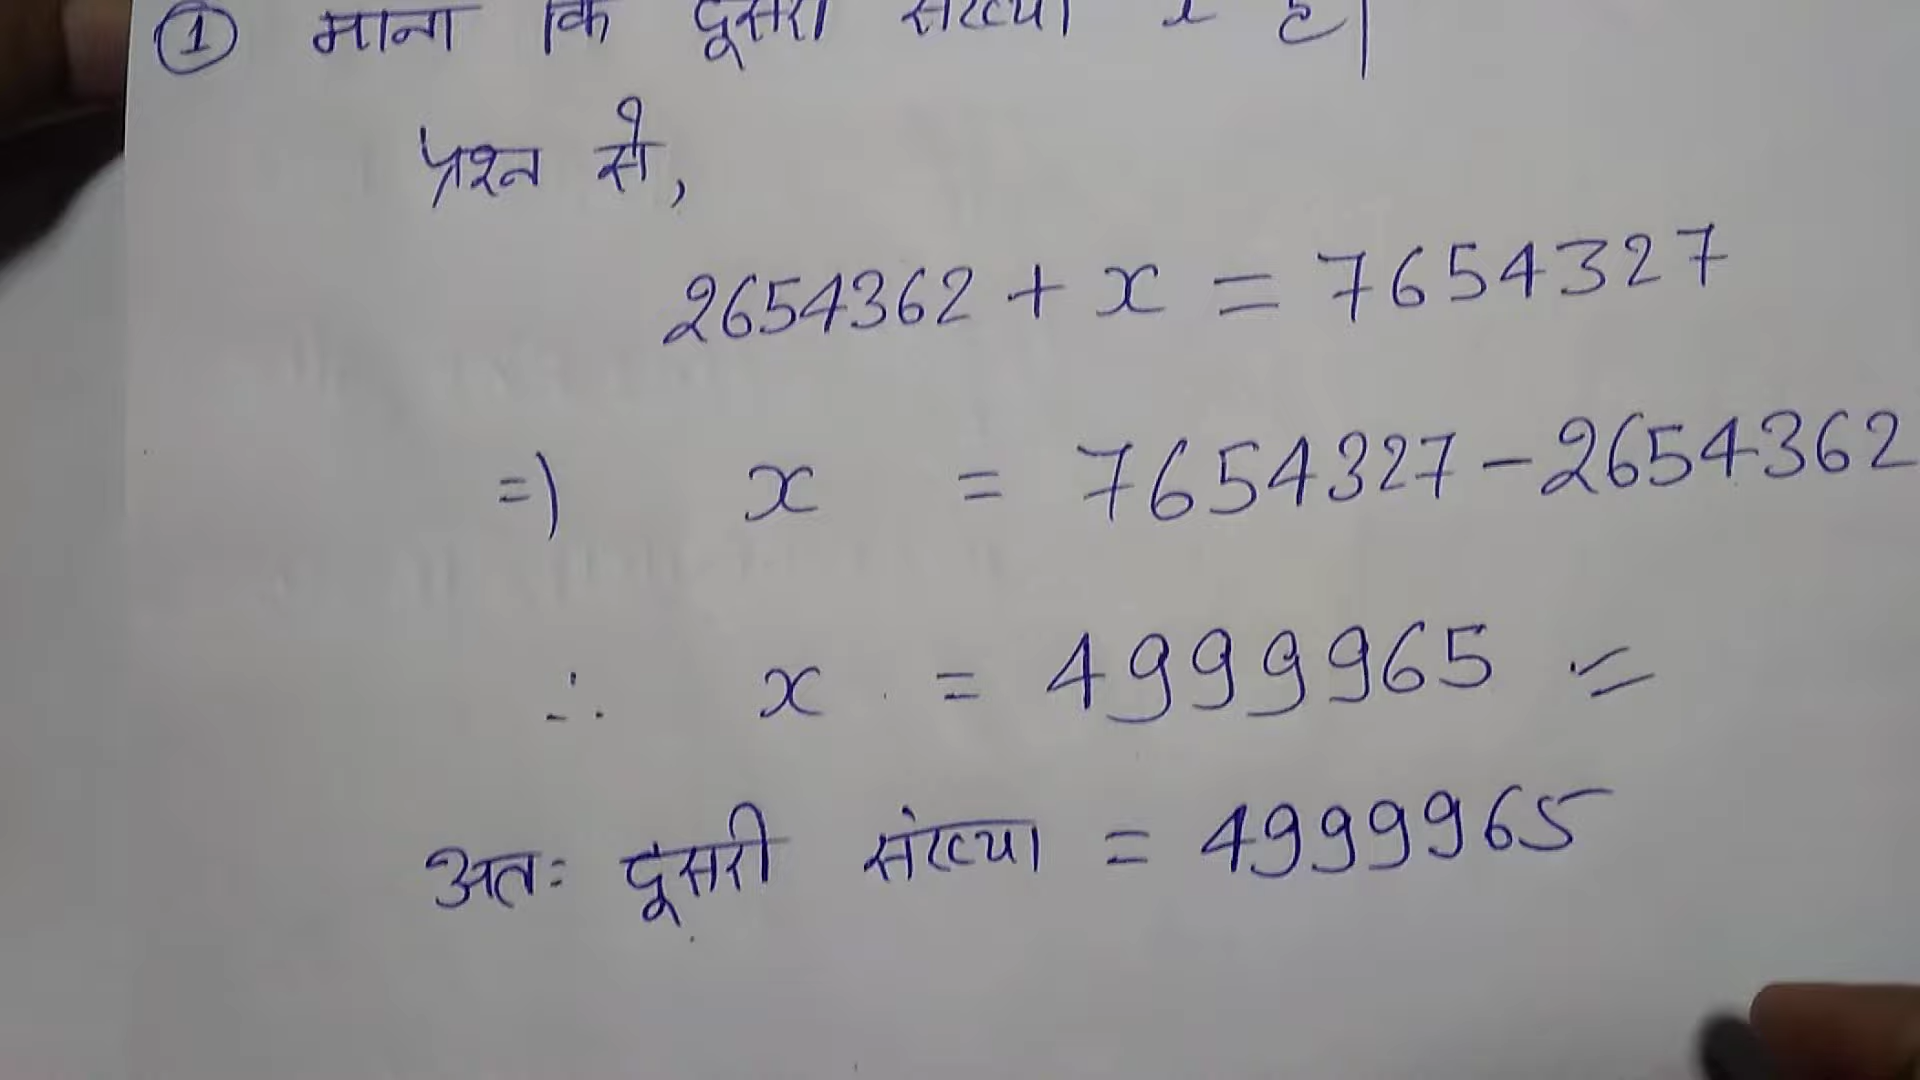 ① माना कि दूसरी संख्या x है।
प्रश्न से,
2654362 + x = 7654327
=) x = 7654327 - 2654362
∴ x = 4999965
अतः दूसरी संख्या = 4999965